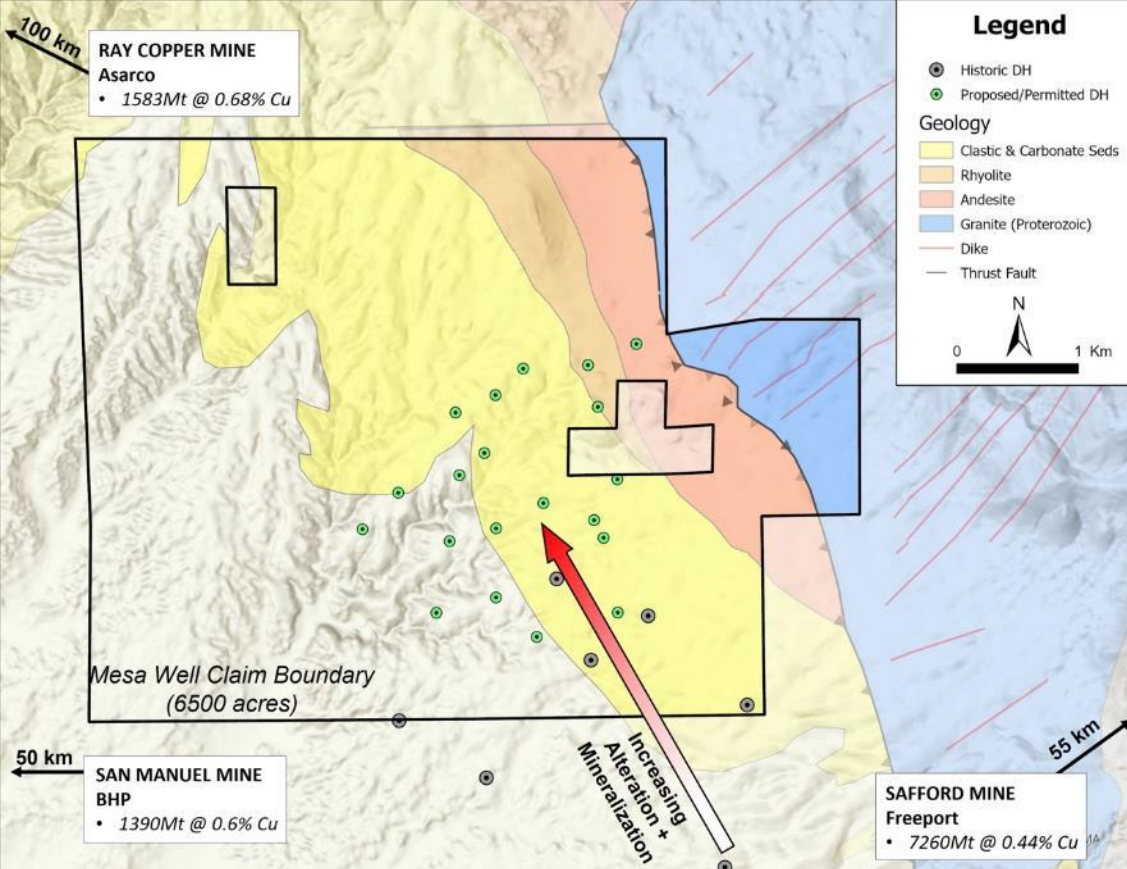 100 km
RAY COPPER MINE
Asarco
• 1583Mt @ 0.68% Cu
Legend
Historic DH
Proposed/Permitted DH
Geology
Clastic & Carbonate Seds
Rhyolite
Andesite
Granite (Proterozoic)
Dike
Thrust Fault
N
0 1 Km
Mesa Well Claim Boundary
(6500 acres)
50 km
SAN MANUEL MINE
BHP
• 1390Mt @ 0.6% Cu
Increasing
Alteration +
Mineralization
55 km
SAFFORD MINE
Freeport
• 7260Mt @ 0.44% Cu